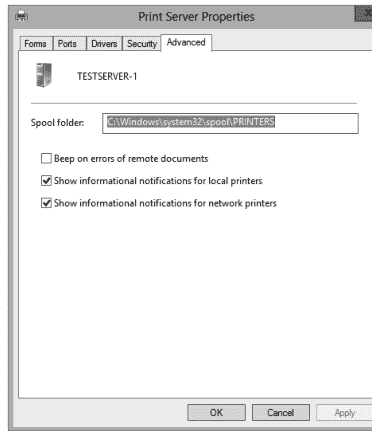 Print Server Properties
Forms Ports Drivers Security Advanced
TESTSERVER-1
Spool folder: C:\Windows\system32\spool\PRINTERS
Beep on errors of remote documents
Show informational notifications for local printers
Show informational notifications for network printers
OK Cancel Apply